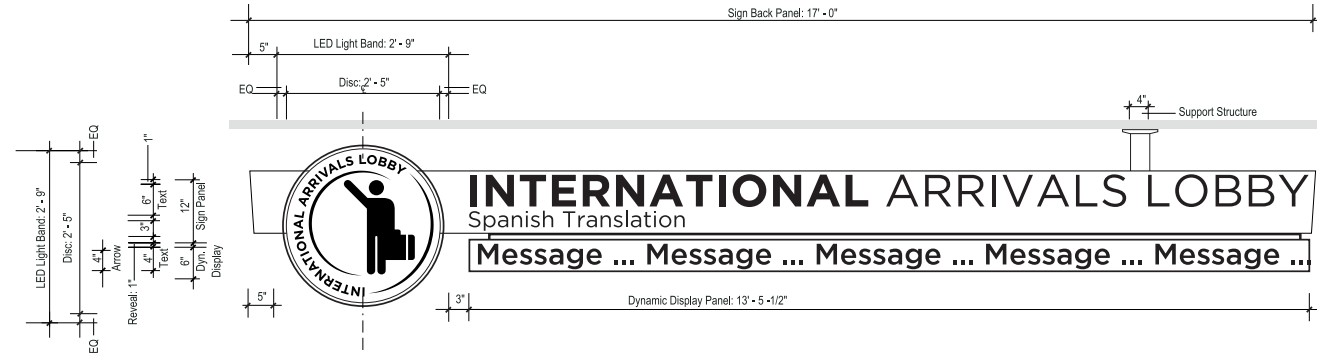 Sign Back Panel: 17' - 0"
5"
LED Light Band: 2' - 9"
EQ
Disc: 2' - 5"
EQ
℄
4"
Support Structure
INTERNATIONAL ARRIVALS LOBBY
INTERNATIONAL ARRIVALS LOBBY
Spanish Translation
Message ... Message ... Message ... Message ... Message ...
LED Light Band: 2' - 9"
Disc: 2' - 5"
EQ
EQ
4"
Arrow
Reveal: 1"
1"
6"
Text
3"
4"
Text
12"
Sign Panel
6"
Dyn.
Display
5"
3"
Dynamic Display Panel: 13' - 5 -1/2"